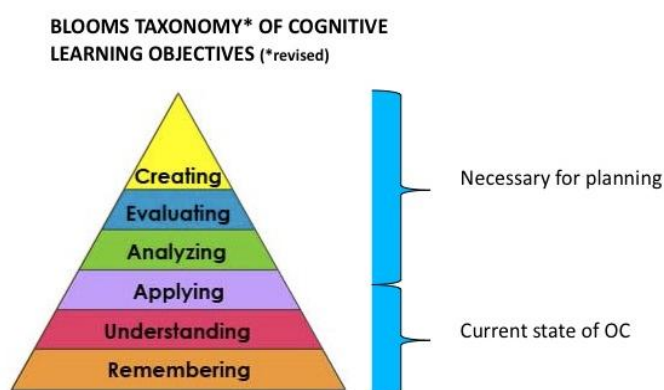 BLOOMS TAXONOMY* OF COGNITIVE
LEARNING OBJECTIVES (*revised)
Creating
Evaluating
Analyzing
Applying
Understanding
Remembering
Necessary for planning
Current state of OC